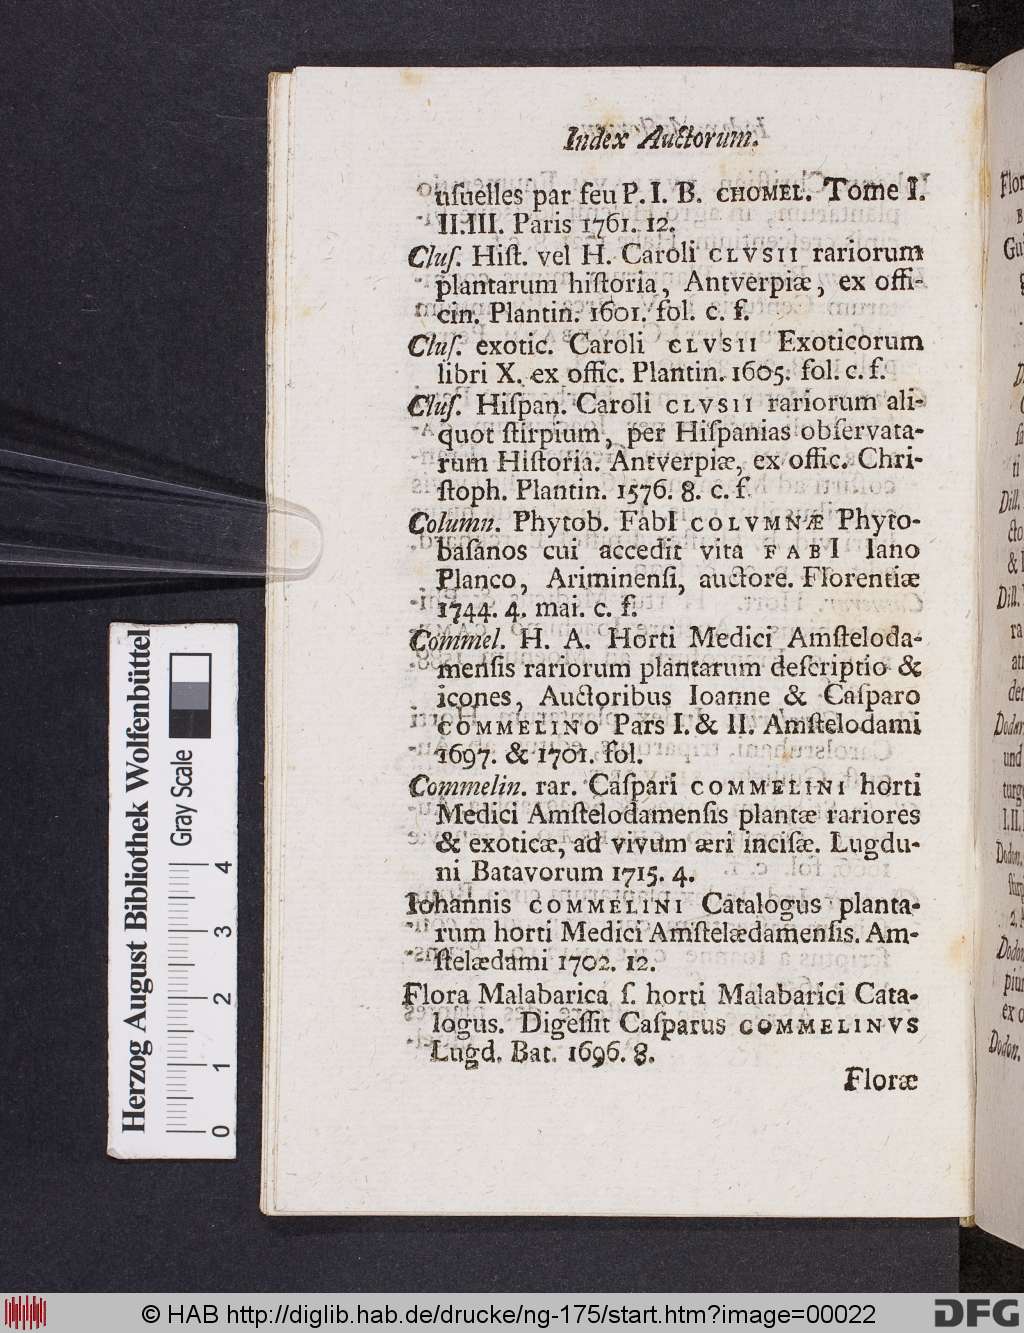 Index Auctorum.
usuelles par feu P. I. B. CHOMEL. Tome I.
II. III. Paris 1761. 12.
Cluſ. Hiſt. vel H. Caroli CLVSII rariorum
plantarum hiſtoria, Antverpiæ, ex offi-
cin. Plantin. 1601. fol. c. f.
Cluſ. exotic. Caroli CLVSII Exoticorum
libri X. ex offic. Plantin. 1605. fol. c. f.
Cluſ. Hiſpan. Caroli CLVSII rariorum ali-
quot ſtirpium, per Hiſpanias obſervata-
rum Hiſtoria. Antverpiæ, ex offic. Chri-
ſtoph. Plantin. 1576. 8. c. f.
Column. Phytob. FabI COLVMNÆ Phyto-
baſanos cui accedit vita FABI Iano
Planco, Ariminenſi, auctore. Florentiæ
1744. 4. mai. c. f.
Commel. H. A. Horti Medici Amſteloda-
menſis rariorum plantarum deſcriptio &
icones, Auctoribus Ioanne & Caſparo
COMMELINO Pars I. & II. Amſtelodami
1697. & 1701. fol.
Commelin. rar. Caſpari COMMELINI horti
Medici Amſtelodamenſis plantæ rariores
& exoticæ, ad vivum æri inciſæ. Lugdu-
ni Batavorum 1715. 4.
Iohannis COMMELINI Catalogus planta-
rum horti Medici Amſtelædamenſis. Am-
ſtelædami 1702. 12.
Flora Malabarica ſ. horti Malabarici Cata-
logus. Digeſſit Caſparus COMMELINVS
Lugd. Bat. 1696. 8.
Floræ
Herzog August Bibliothek Wolfenbüttel
Gray Scale
0 1 2 3 4
© HAB http://diglib.hab.de/drucke/ng-175/start.htm?image=00022
DFG